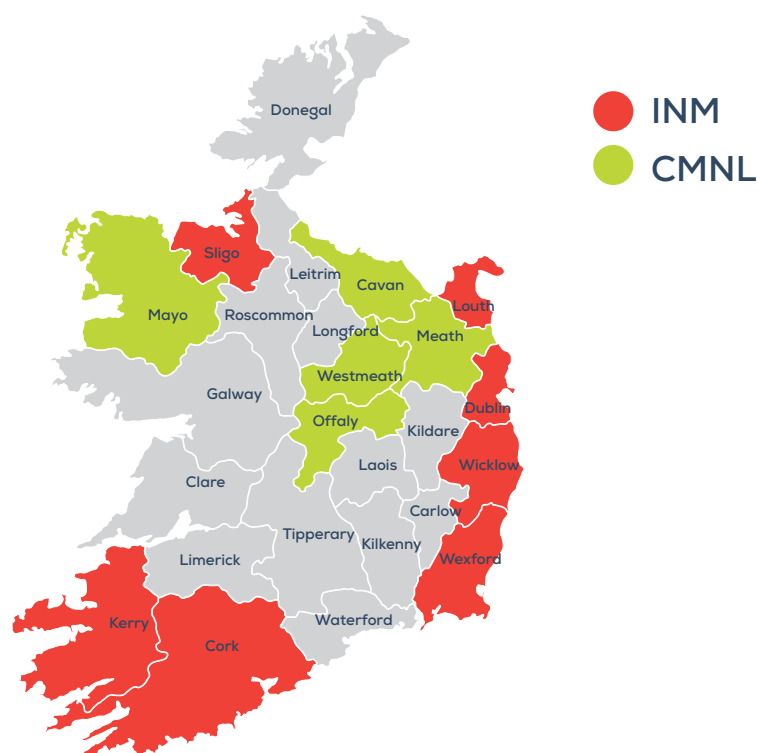 Donegal
INM
CMNL
Sligo
Leitrim
Cavan
Louth
Mayo
Roscommon
Longford
Meath
Westmeath
Galway
Dublin
Offaly
Kildare
Laois
Wicklow
Clare
Carlow
Tipperary
Kilkenny
Limerick
Wexford
Waterford
Kerry
Cork